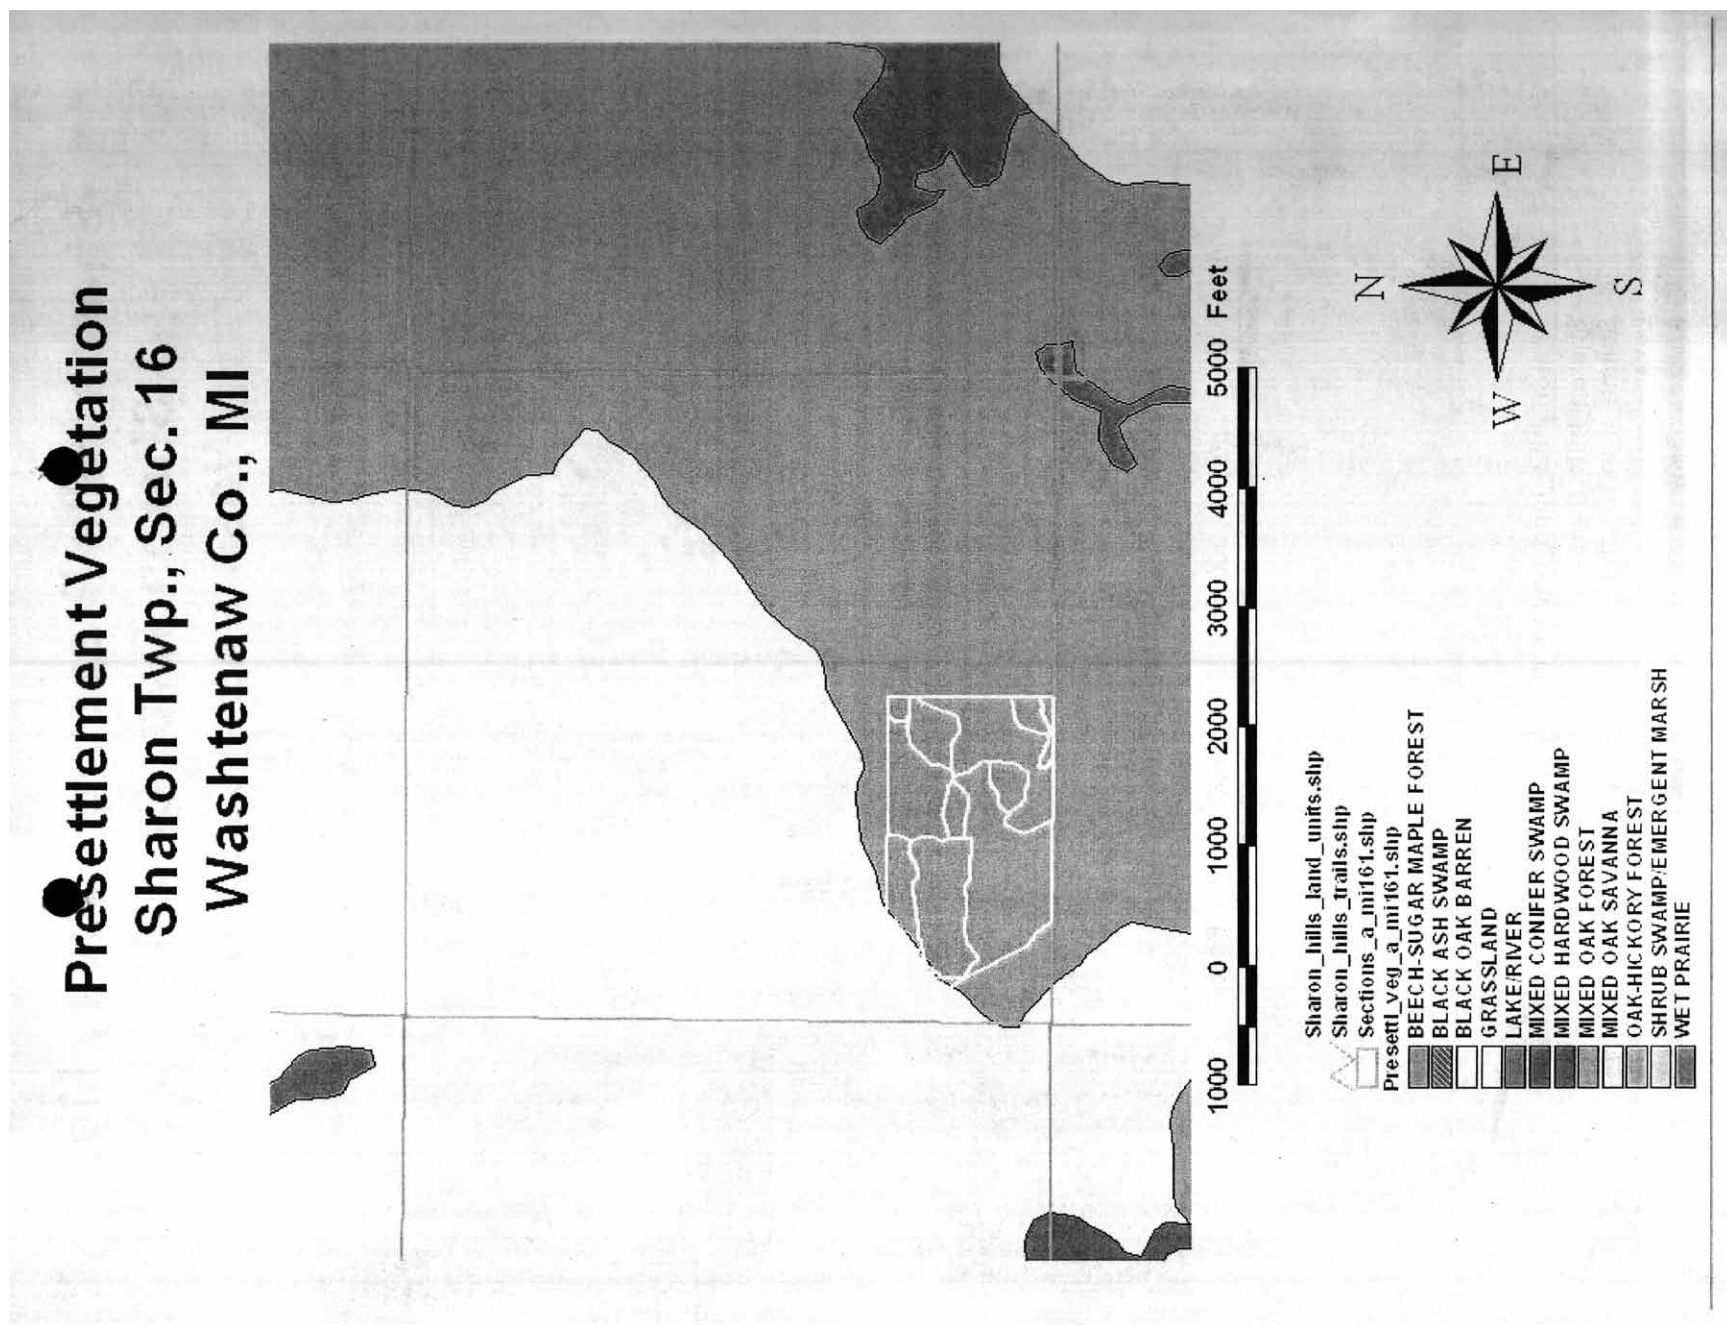 Presettlement Vegetation
Sharon Twp., Sec. 16
Washtenaw Co., MI
1000 0 1000 2000 3000 4000 5000 Feet
Sharon_hills_land_units.shp
Sharon_hills_trails.shp
Sections_a_mi161.shp
Presettl_veg_a_mi161.shp
BEECH-SUGAR MAPLE FOREST
BLACK ASH SWAMP
BLACK OAK BARREN
GRASSLAND
LAKE/RIVER
MIXED CONIFER SWAMP
MIXED HARDWOOD SWAMP
MIXED OAK FOREST
MIXED OAK SAVANNA
OAK-HICKORY FOREST
SHRUB SWAMP/EMERGENT MARSH
WET PRAIRIE
N
W E
S